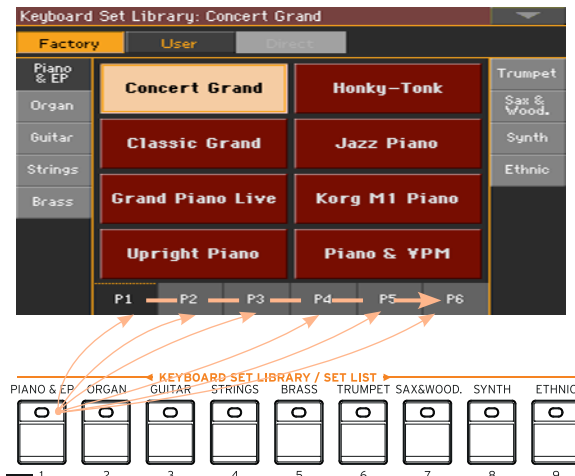 Keyboard Set Library: Concert Grand
Factory User Direct
Piano & EP
Organ
Guitar
Strings
Brass
Concert Grand
Honky-Tonk
Classic Grand
Jazz Piano
Grand Piano Live
Korg M1 Piano
Upright Piano
Piano & YPM
Trumpet
Sax & Wood.
Synth
Ethnic
P1 P2 P3 P4 P5 P6
KEYBOARD SET LIBRARY / SET LIST
PIANO & EP ORGAN GUITAR STRINGS BRASS TRUMPET SAX&WOOD. SYNTH ETHNIC
1 2 3 4 5 6 7 8 9